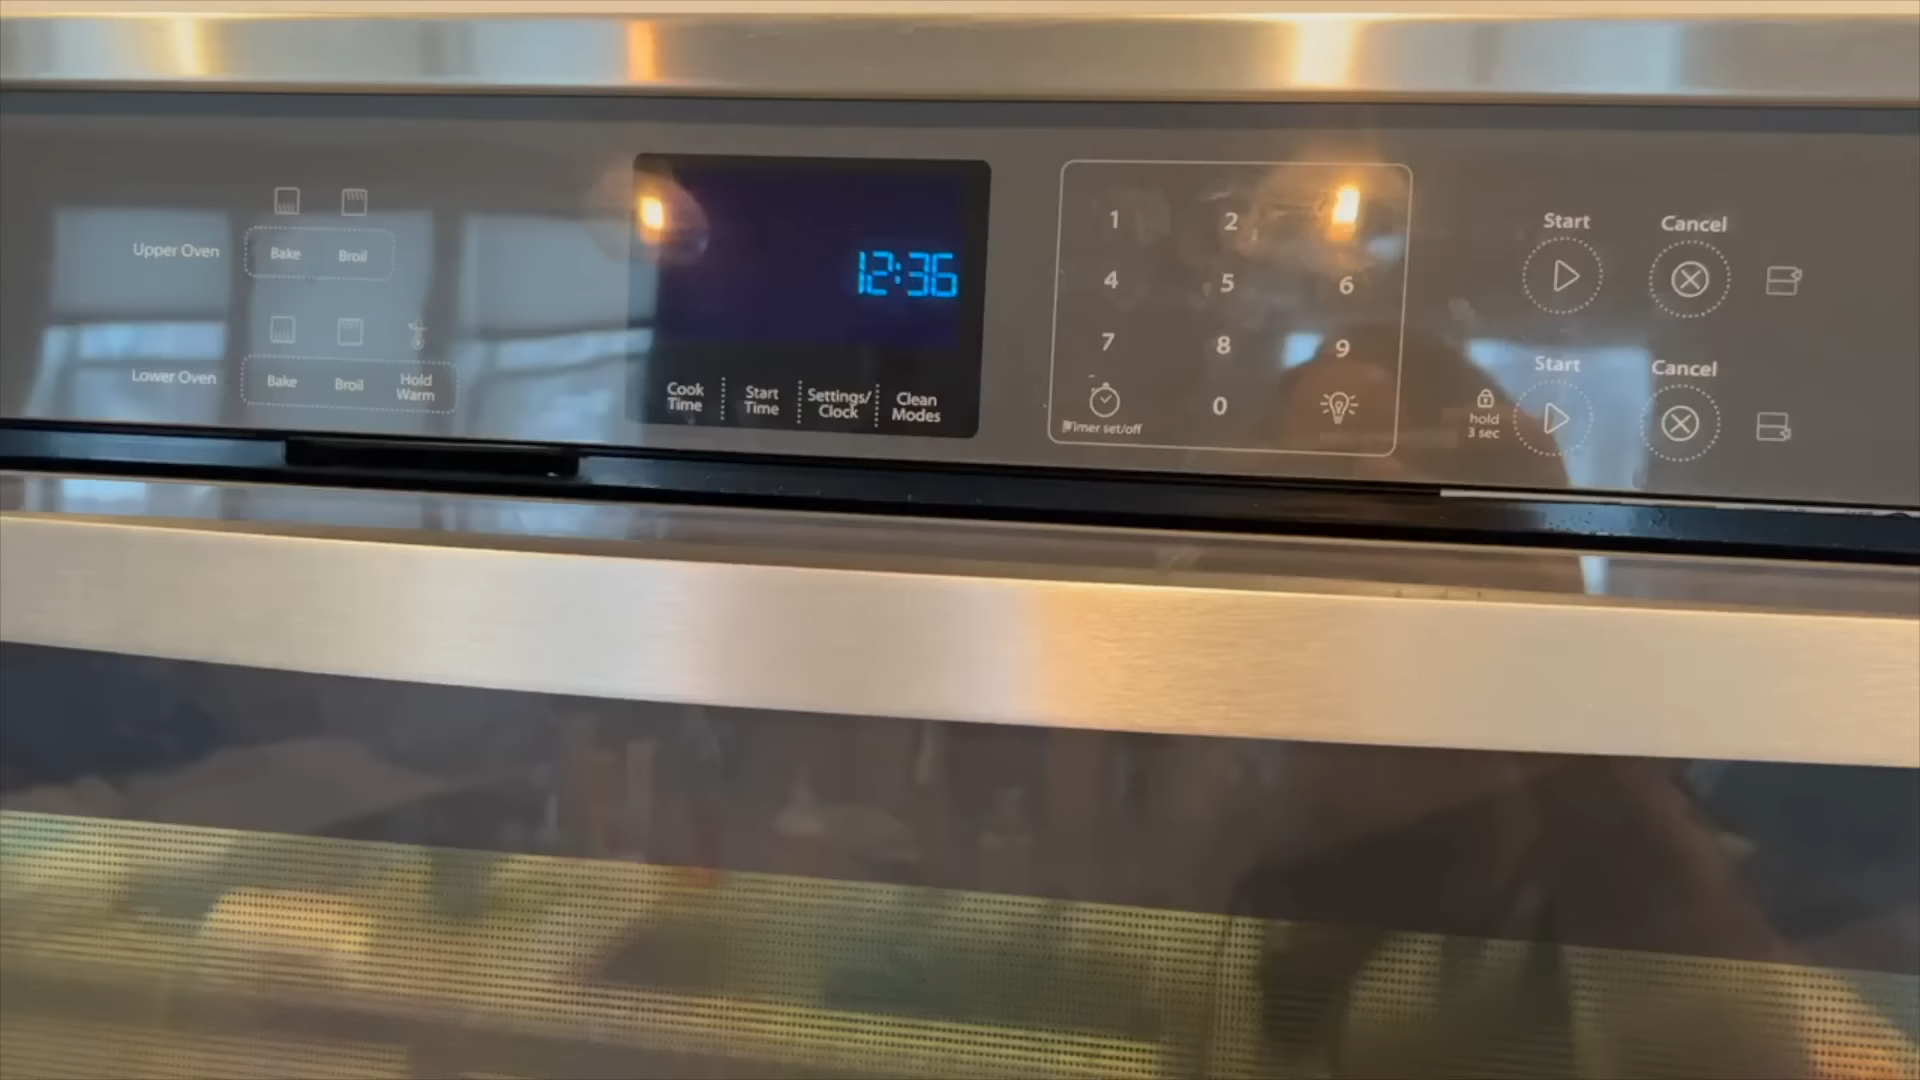 Upper Oven
Bake
Broil
Lower Oven
Bake
Broil
Hold
Warm
12:36
Cook
Time
Start
Time
Settings/
Clock
Clean
Modes
1
2
4
5
6
7
8
9
0
Timer set/off
Start
Cancel
Start
Cancel
hold
3 sec